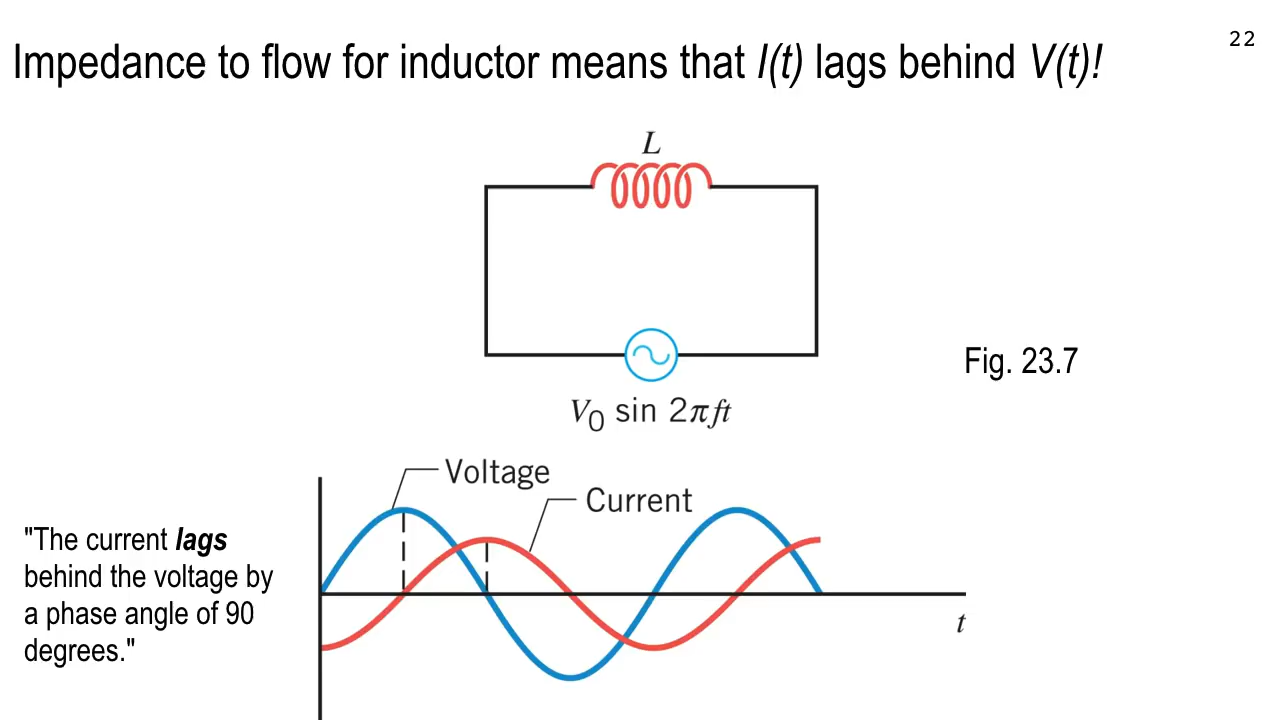 22
Impedance to flow for inductor means that I(t) lags behind V(t)!
L
Fig. 23.7
V₀ sin 2πft
Voltage
Current
"The current lags
behind the voltage by
a phase angle of 90
degrees."
t